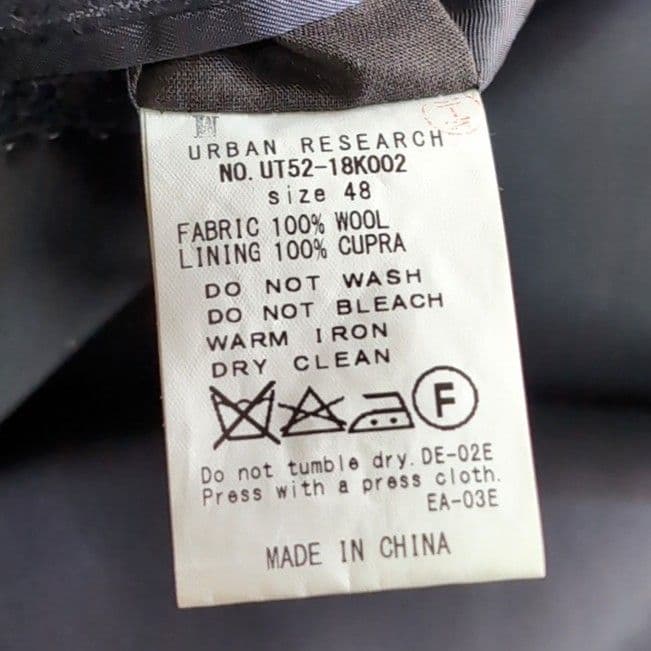 URBAN RESEARCH
NO. UT52-18K002
size 48
FABRIC 100% WOOL
LINING 100% CUPRA
DO NOT WASH
DO NOT BLEACH
WARM IRON
DRY CLEAN
F
Do not tumble dry. DE-02E
Press with a press cloth.
EA-03E
MADE IN CHINA